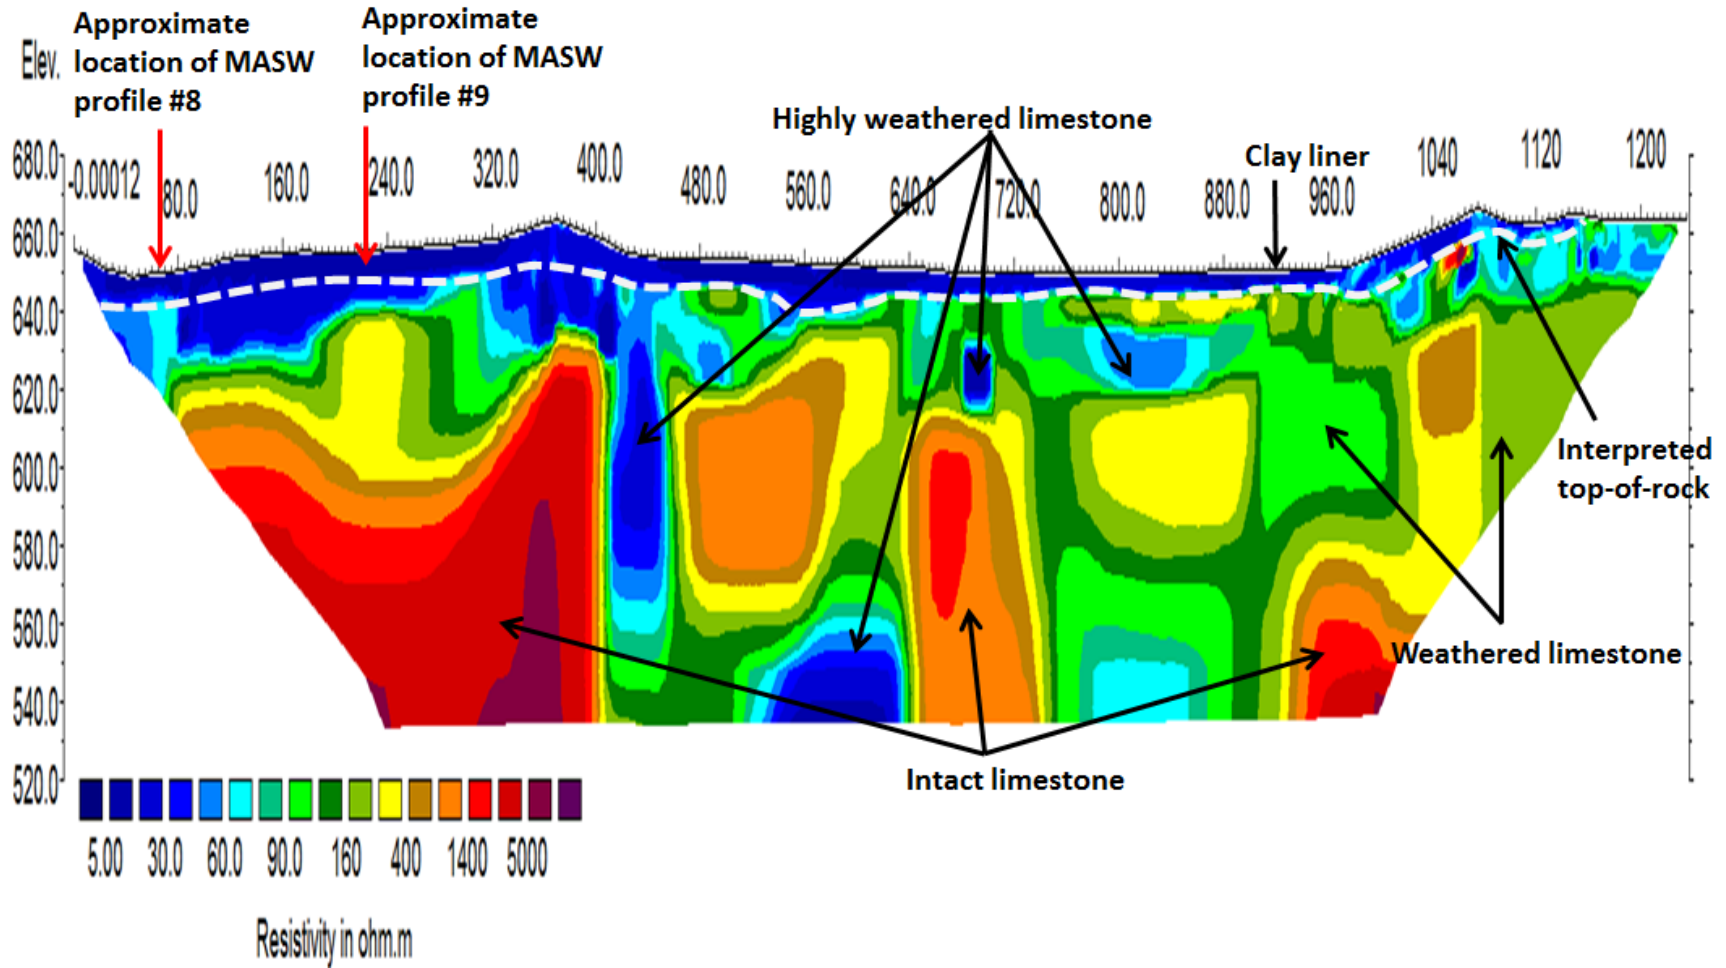 Approximate
location of MASW
profile #8
Approximate
location of MASW
profile #9
Elev.
Highly weathered limestone
Clay liner
-0.00012 80.0 160.0 240.0 320.0 400.0 480.0 560.0 640.0 720.0 800.0 880.0 960.0 1040 1120 1200
680.0
660.0
640.0
620.0
600.0
580.0
560.0
540.0
520.0
Interpreted
top-of-rock
Weathered limestone
Intact limestone
5.00 30.0 60.0 90.0 160 400 1400 5000
Resistivity in ohm.m